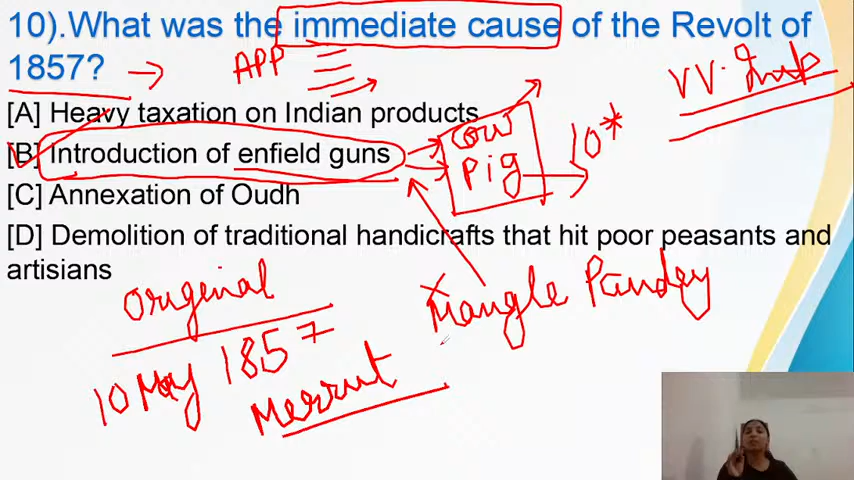 10).What was the immediate cause of the Revolt of
1857?
APP
VV. Imp
[A] Heavy taxation on Indian products
[B] Introduction of enfield guns
cow
pig
10*
[C] Annexation of Oudh
[D] Demolition of traditional handicrafts that hit poor peasants and
artisians
original
10 May 1857
Merrut
Mangle Pandey